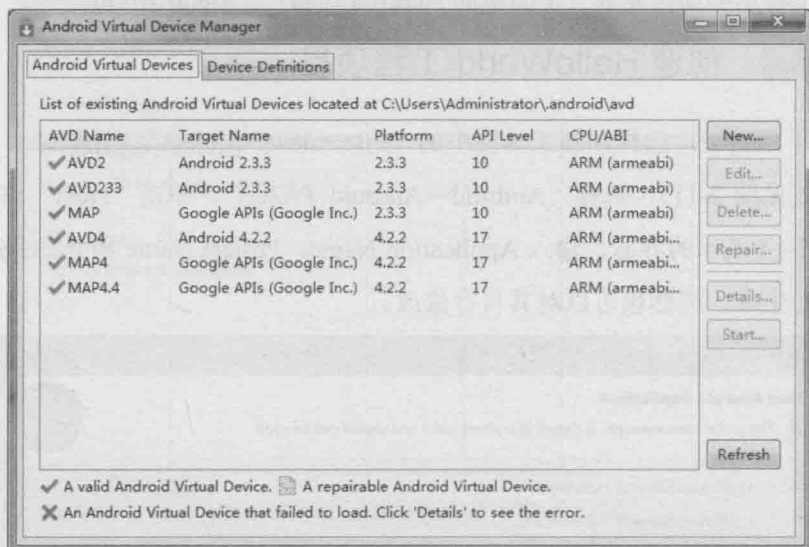 Android Virtual Device Manager
Android Virtual Devices Device Definitions
List of existing Android Virtual Devices located at C:\Users\Administrator\.android\avd
AVD Name Target Name Platform API Level CPU/ABI
AVD2 Android 2.3.3 2.3.3 10 ARM (armeabi)
AVD233 Android 2.3.3 2.3.3 10 ARM (armeabi)
MAP Google APIs (Google Inc.) 2.3.3 10 ARM (armeabi)
AVD4 Android 4.2.2 4.2.2 17 ARM (armeabi...
MAP4 Google APIs (Google Inc.) 4.2.2 17 ARM (armeabi...
MAP4.4 Google APIs (Google Inc.) 4.2.2 17 ARM (armeabi...
New...
Edit...
Delete...
Repair...
Details...
Start...
Refresh
A valid Android Virtual Device. A repairable Android Virtual Device.
An Android Virtual Device that failed to load. Click 'Details' to see the error.